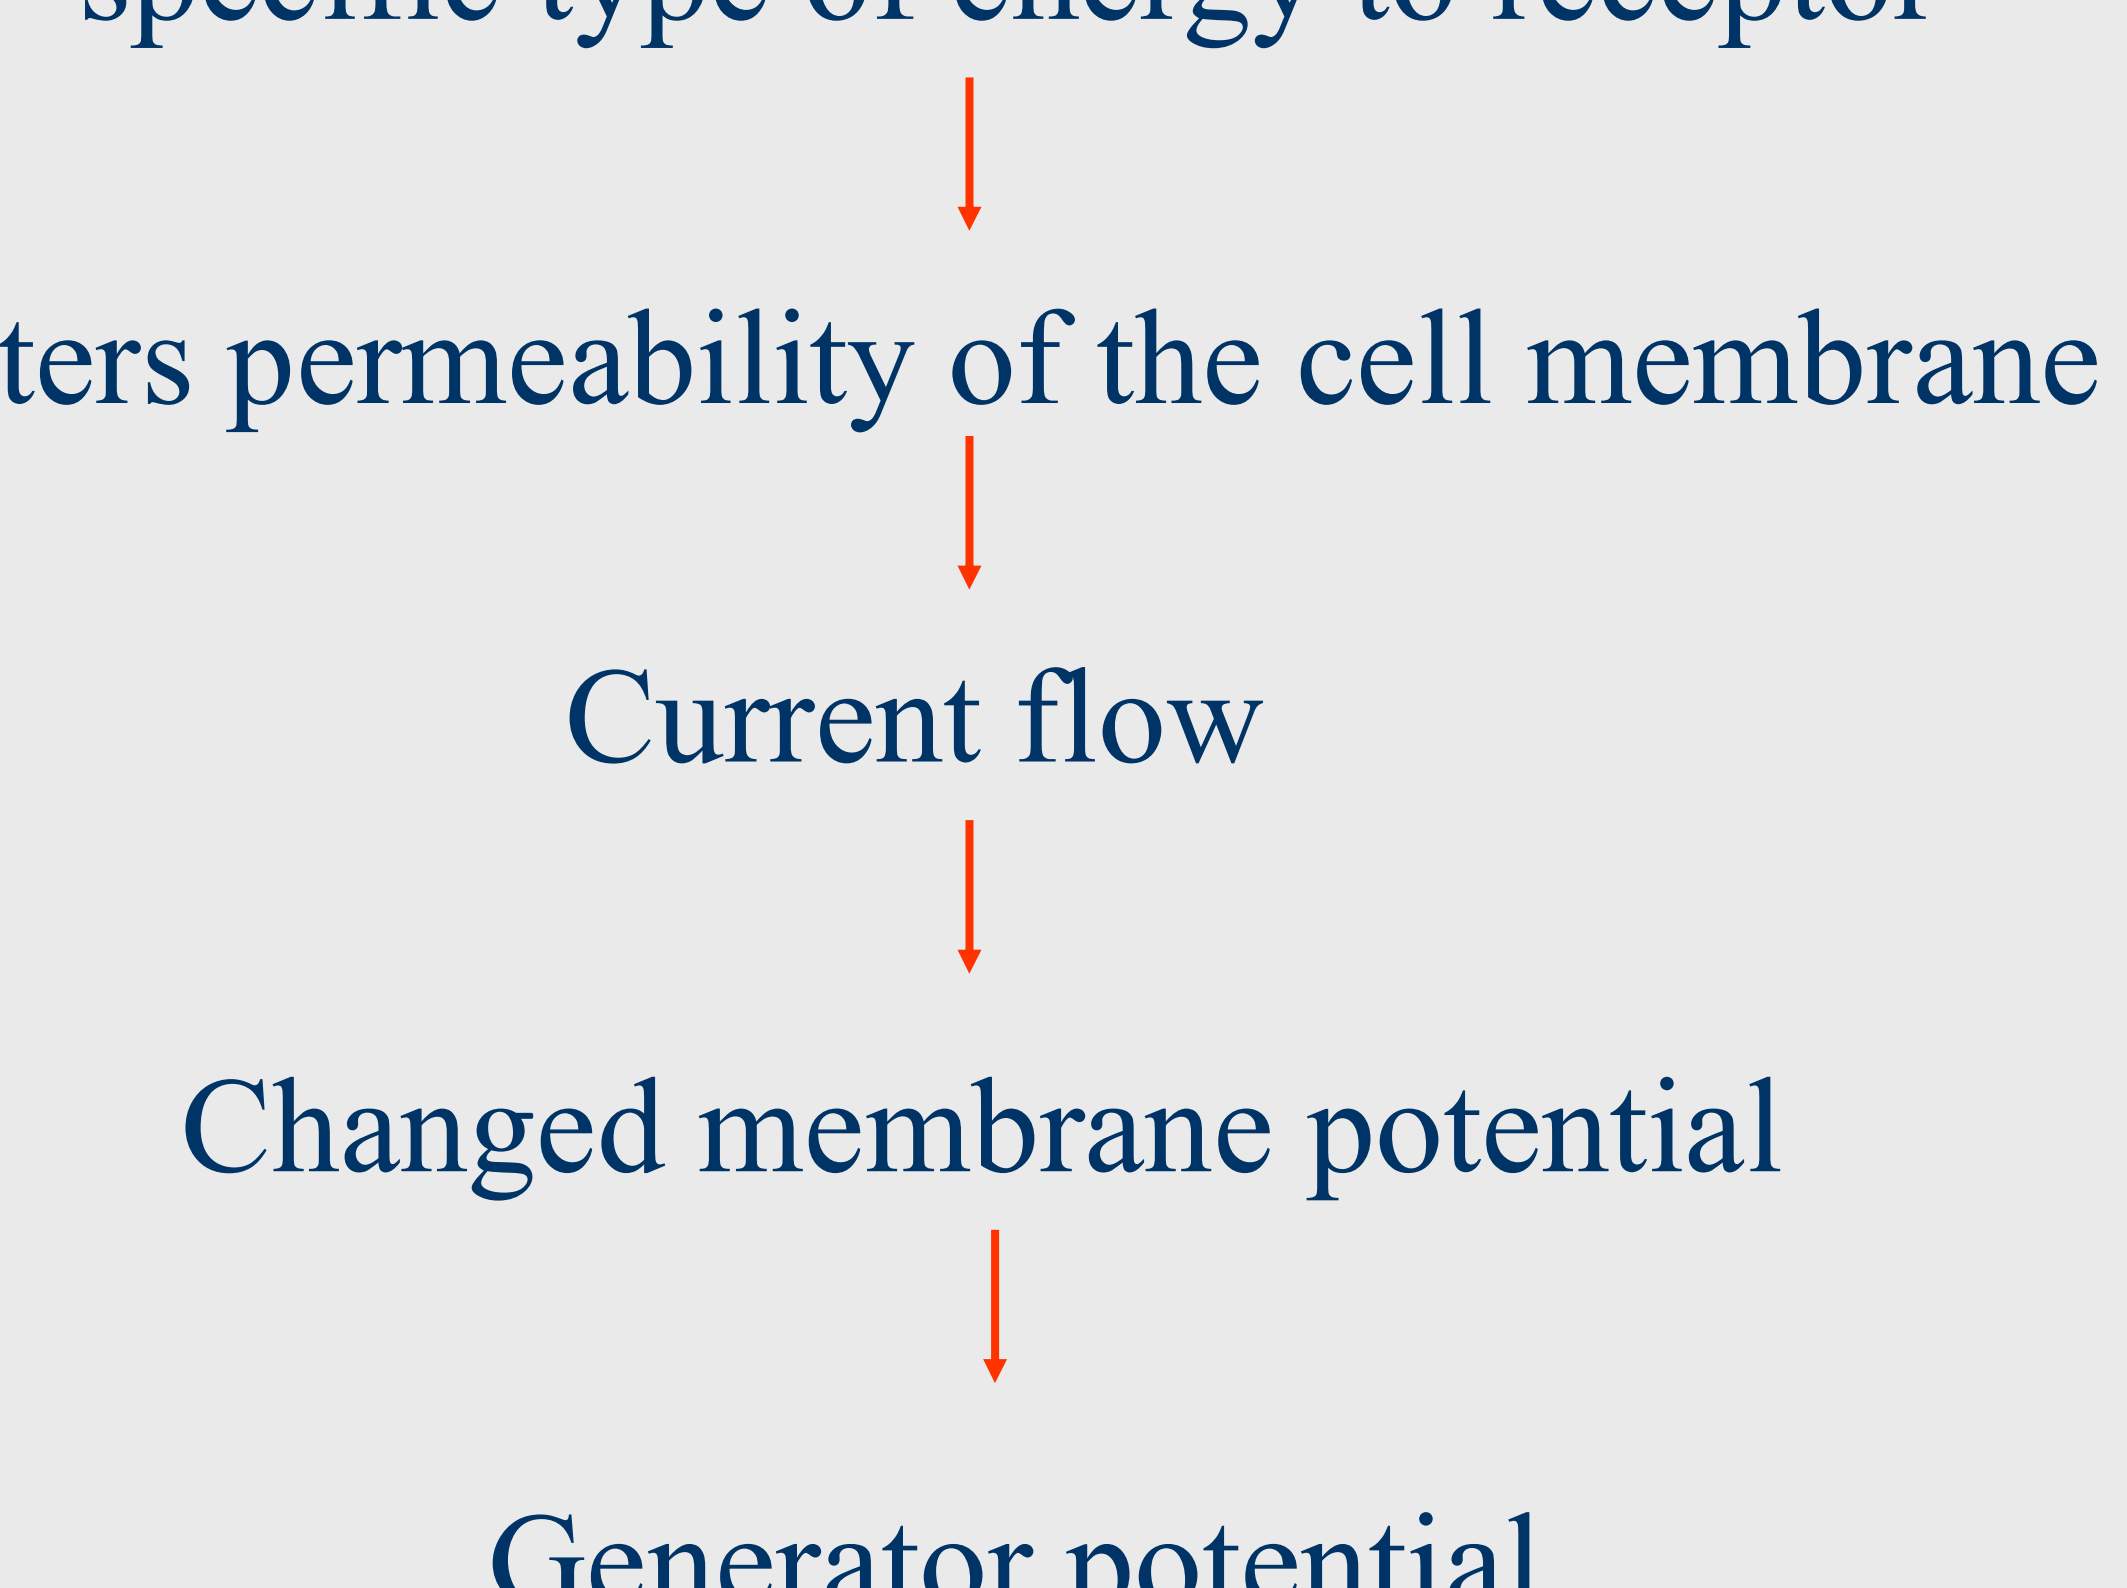 specific type of energy to receptor
ters permeability of the cell membrane
Current flow
Changed membrane potential
Generator potential